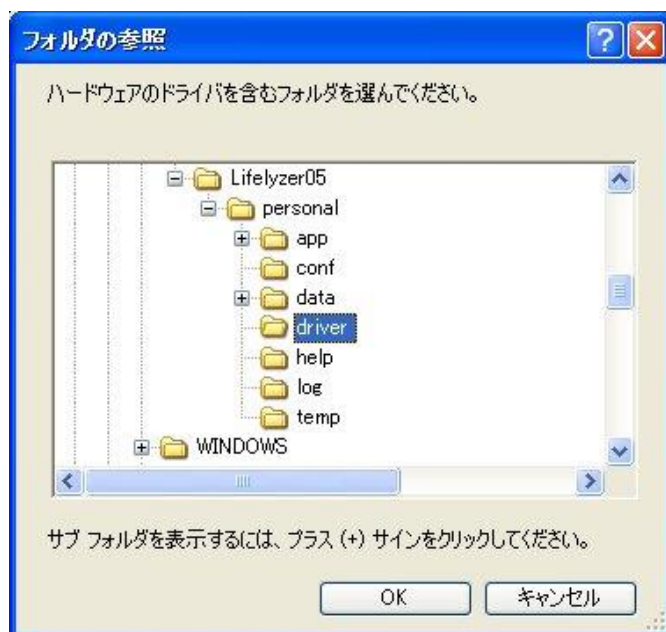 フォルダの参照
ハードウェアのドライバを含むフォルダを選んでください。
Lifelyzer05
personal
app
conf
data
driver
help
log
temp
WINDOWS
サブ フォルダを表示するには、プラス (+) サインをクリックしてください。
OK キャンセル